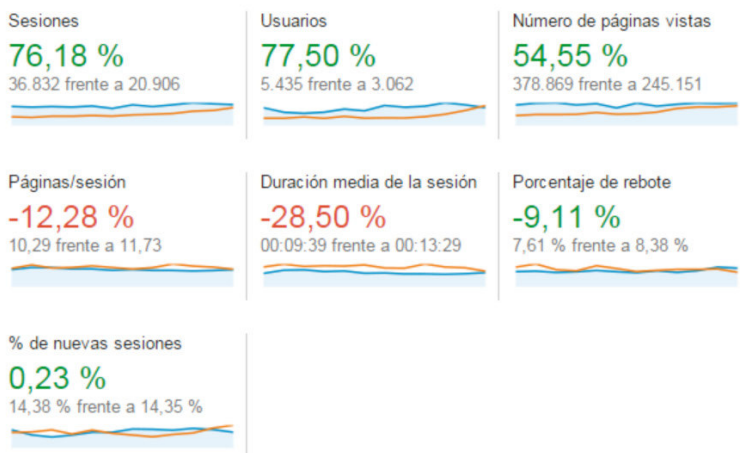 Sesiones
76,18 %
36.832 frente a 20.906
Usuarios
77,50 %
5.435 frente a 3.062
Número de páginas vistas
54,55 %
378.869 frente a 245.151
Páginas/sesión
-12,28 %
10,29 frente a 11,73
Duración media de la sesión
-28,50 %
00:09:39 frente a 00:13:29
Porcentaje de rebote
-9,11 %
7,61 % frente a 8,38 %
% de nuevas sesiones
0,23 %
14,38 % frente a 14,35 %